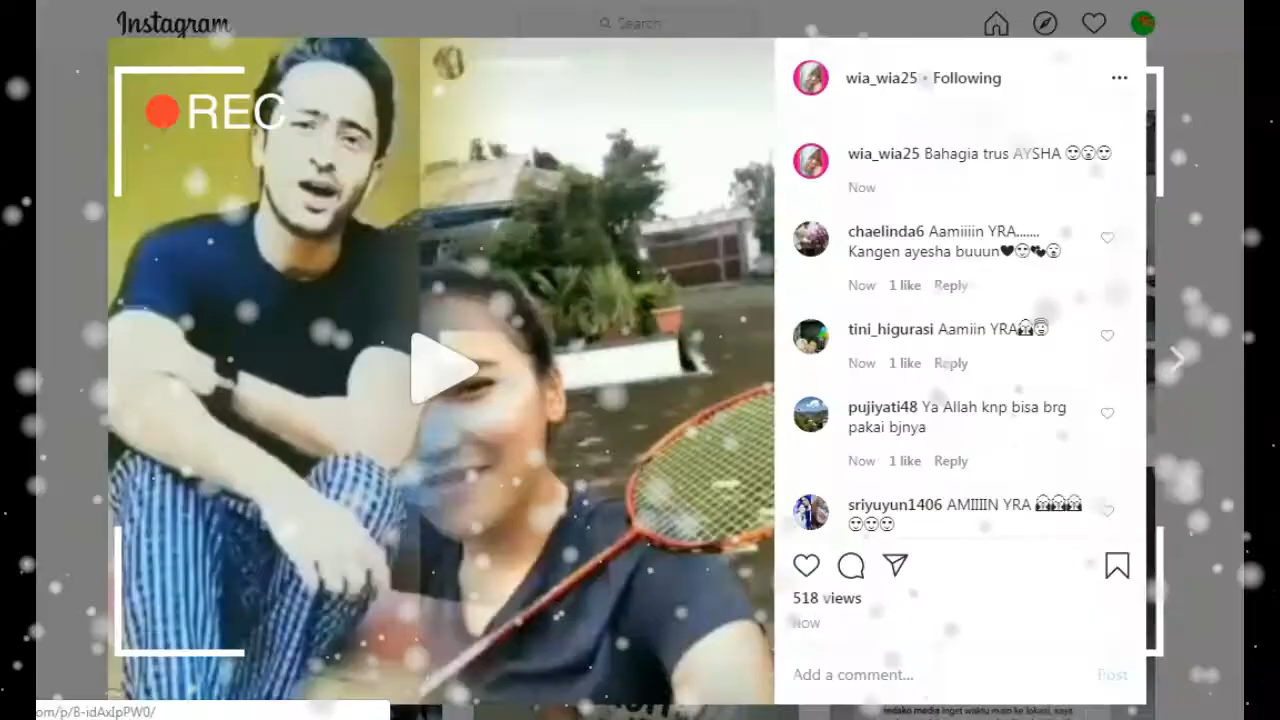 Instagram
Search
REC
wia_wia25 • Following
wia_wia25 Bahagia trus AYSHA 😍😘😍
Now
chaelinda6 Aamiiiin YRA.......
Kangen ayesha buuun
Now 1 like Reply
tini_higurasi Aamiin YRA
Now 1 like Reply
pujiyati48 Ya Allah knp bisa brg
pakai bjnya
Now 1 like Reply
sriyuyun1406 AMIIIIN YRA
518 views
Now
Add a comment...
Post
om/p/8-idAxIpPW0/